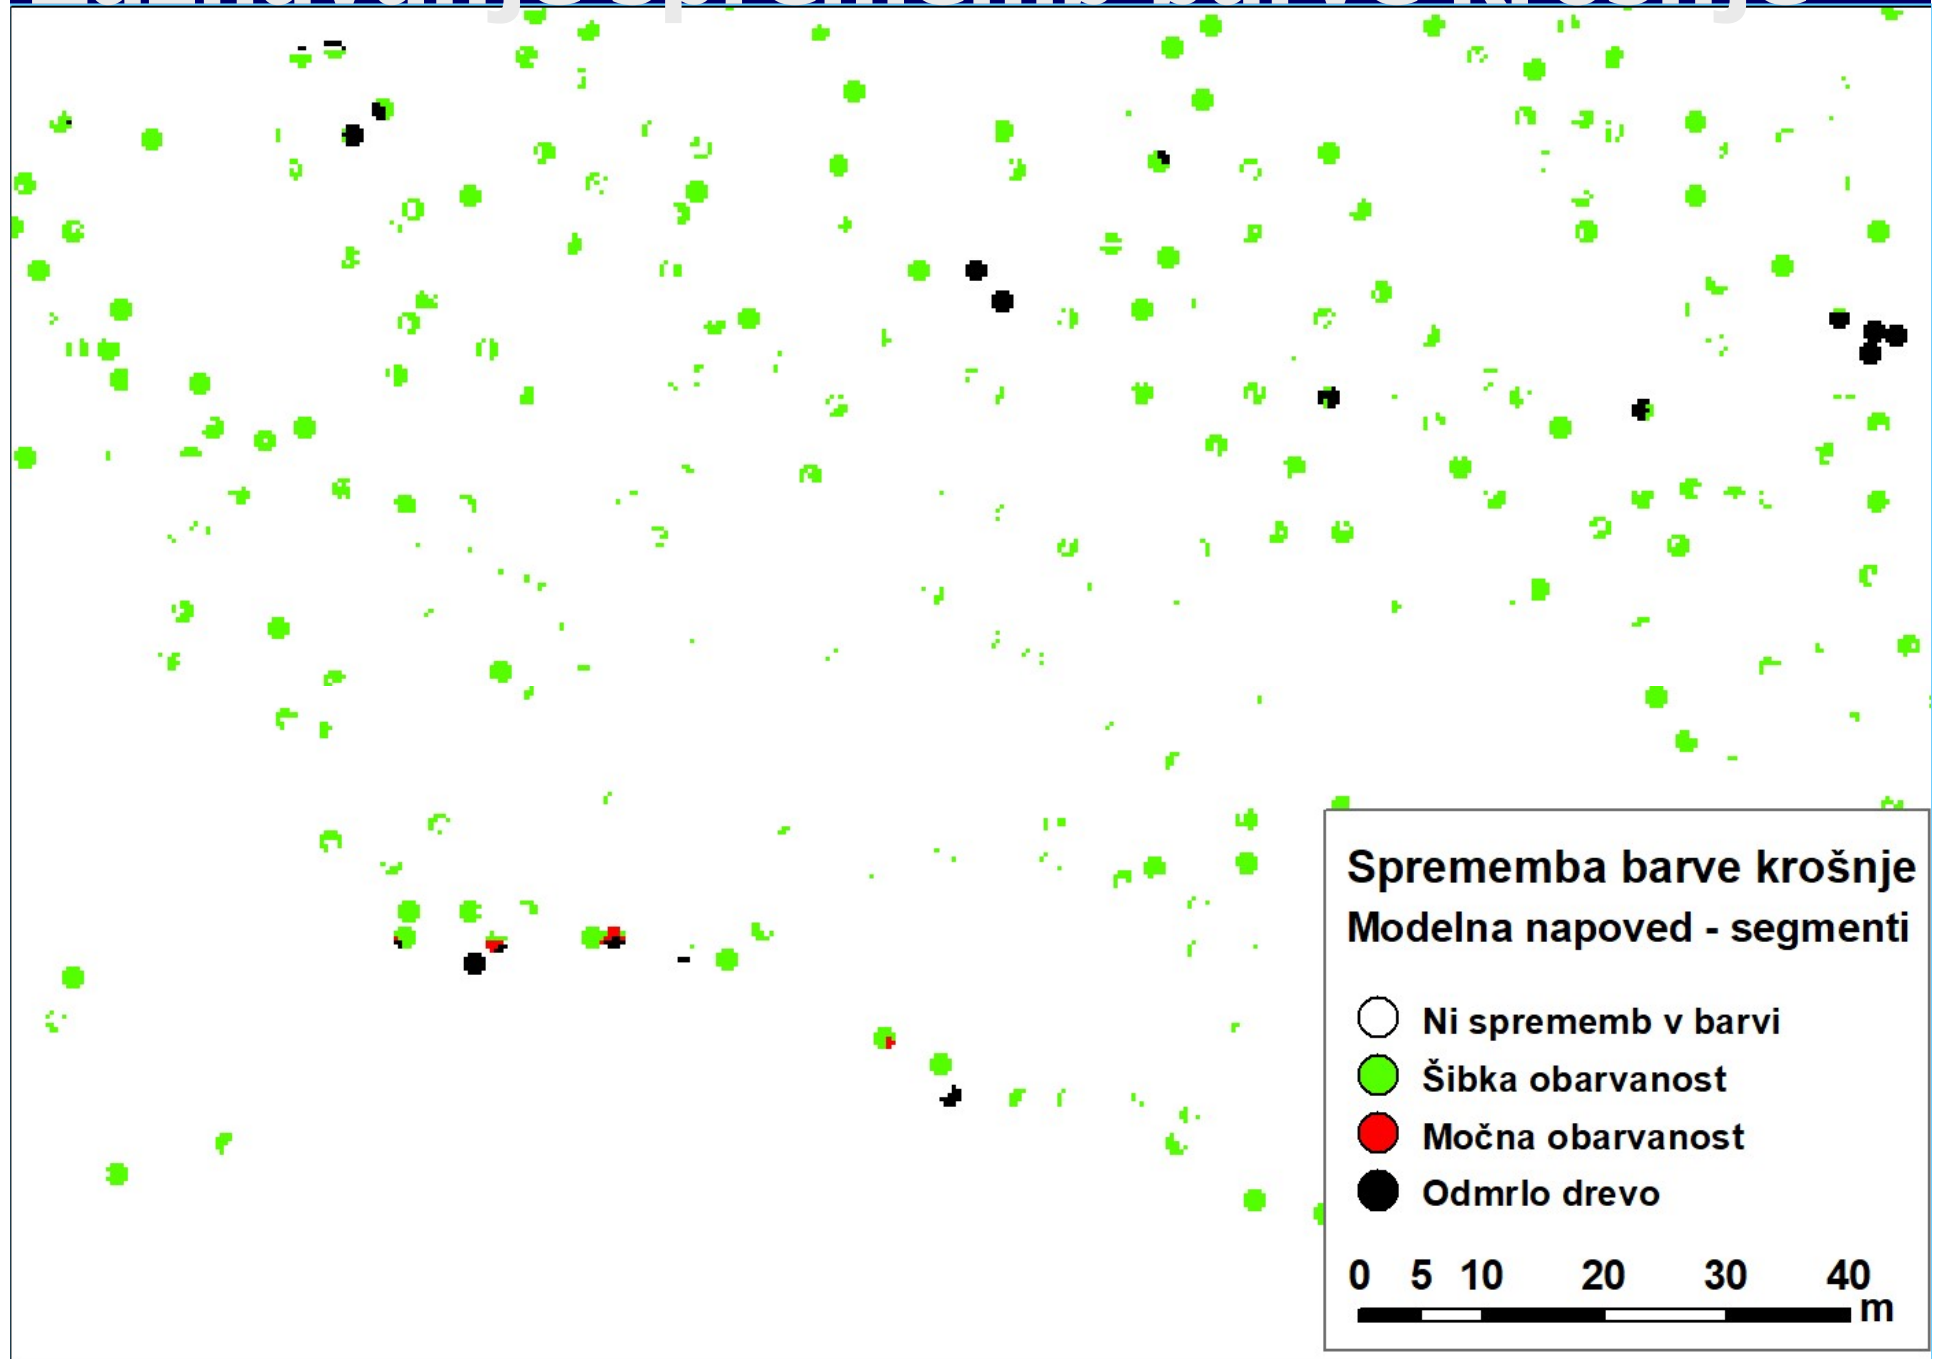 Sprememba barve krošnje
Modelna napoved - segmenti
Ni sprememb v barvi
Šibka obarvanost
Močna obarvanost
Odmrlo drevo
0 5 10 20 30 40
m